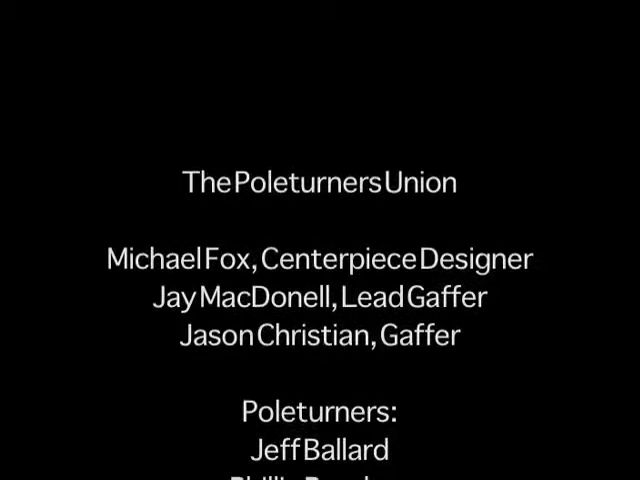 The Poleturners Union
Michael Fox, Centerpiece Designer
Jay MacDonell, Lead Gaffer
Jason Christian, Gaffer
Poleturners:
Jeff Ballard